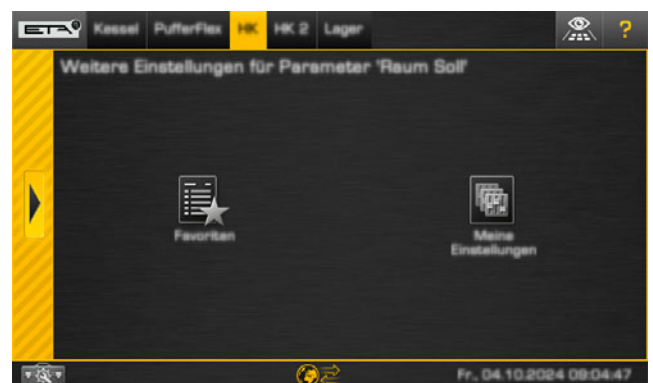 ETA Kessel PufferFlex HK HK 2 Lager ?
Weitere Einstellungen für Parameter 'Raum Soll'
Favoriten
Meine
Einstellungen
Fr., 04.10.2024 09:04:47